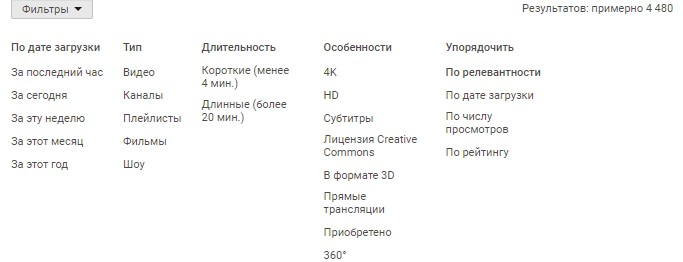 Фильтры
Результатов: примерно 4 480
По дате загрузки
За последний час
За сегодня
За эту неделю
За этот месяц
За этот год
Тип
Видео
Каналы
Плейлисты
Фильмы
Шоу
Длительность
Короткие (менее
4 мин.)
Длинные (более
20 мин.)
Особенности
4K
HD
Субтитры
Лицензия Creative
Commons
В формате 3D
Прямые
трансляции
Приобретено
360°
Упорядочить
По релевантности
По дате загрузки
По числу
просмотров
По рейтингу